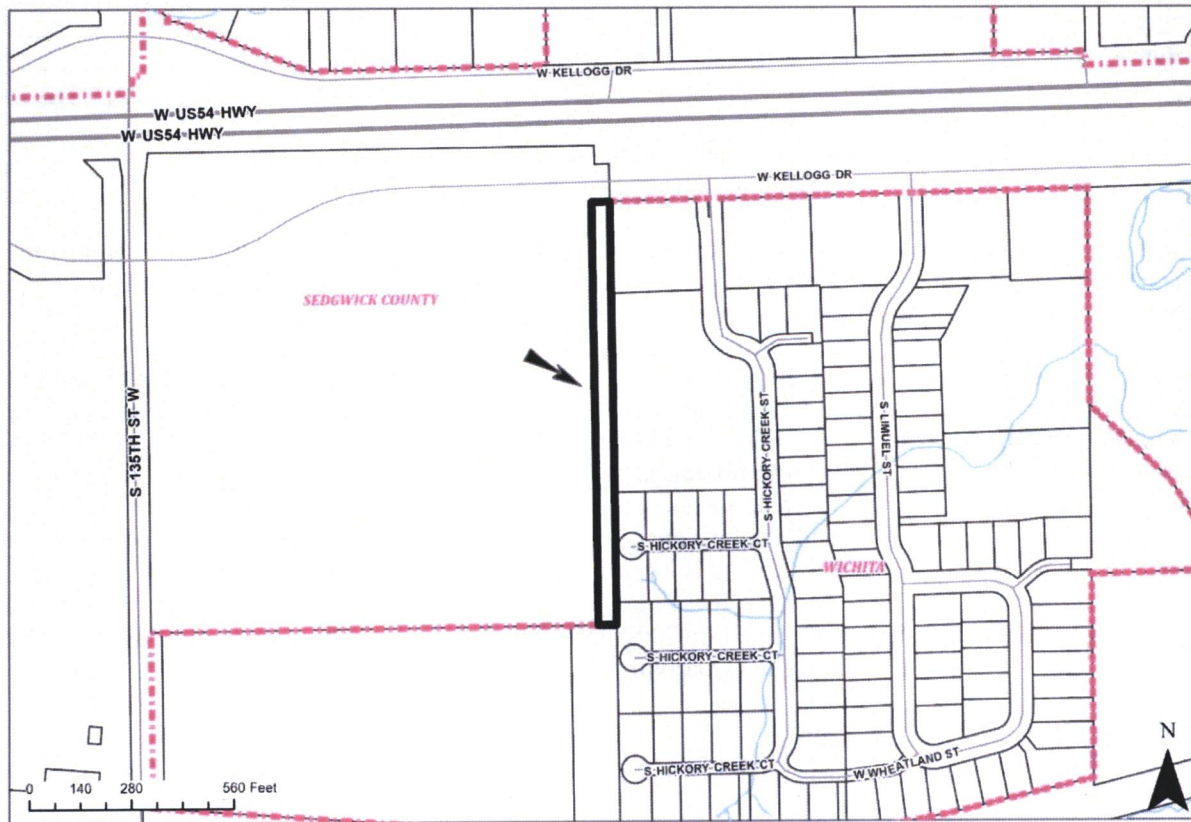 W KELLOGG DR
W US54 HWY
W US54 HWY
W KELLOGG DR
SEDGWICK COUNTY
S 135TH ST W
S HICKORY CREEK ST
S LIMUEL ST
S HICKORY CREEK CT
WICHITA
S HICKORY CREEK CT
S HICKORY CREEK CT
W WHEATLAND ST
N
0 140 280 560 Feet